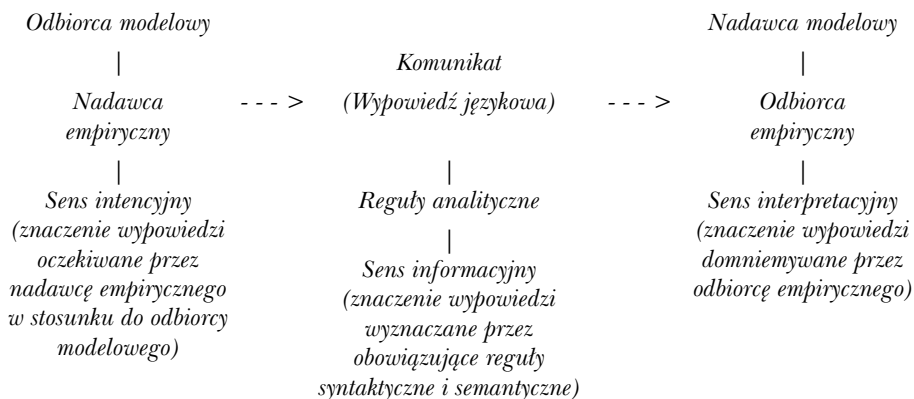 Odbiorca modelowy
|
Nadawca
empiryczny
|
Sens intencyjny
(znaczenie wypowiedzi
oczekiwane przez
nadawcę empirycznego
w stosunku do odbiorcy
modelowego)
- - - >
Komunikat
(Wypowiedź językowa)
|
Reguły analityczne
|
Sens informacyjny
(znaczenie wypowiedzi
wyznaczane przez
obowiązujące reguły
syntaktyczne i semantyczne)
- - - >
Nadawca modelowy
|
Odbiorca
empiryczny
|
Sens interpretacyjny
(znaczenie wypowiedzi
domniemywane przez
odbiorcę empirycznego)